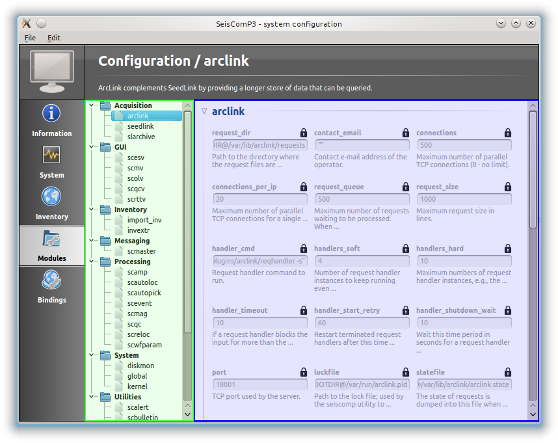 SeisComP3 - system configuration
File Edit
Configuration / arclink
ArcLink complements SeedLink by providing a longer store of data that can be queried.
Information
System
Inventory
Modules
Bindings
Acquisition
arclink
seedlink
slarchive
GUI
scesv
scmv
scolv
scqcv
scrttv
Inventory
import_inv
invextr
Messaging
scmaster
Processing
scamp
scautoloc
scautopick
scevent
scmag
scqc
screloc
scwfparam
System
diskmon
global
kernel
Utilities
scalert
scbulletin
arclink
request_dir contact_email connections
IR@/var/lib/arclink/requests "" 500
Path to the directory where the request files are ...
Contact e-mail address of the operator.
Maximum number of parallel TCP connections (0 - no limit).
connections_per_ip request_queue request_size
20 500 1000
Maximum number of parallel TCP connections for a single ...
Maximum number of requests waiting to be processed. When ...
Maximum request size in lines.
handler_cmd handlers_soft handlers_hard
lugins/arclink/reqhandler -s" 4 10
Request handler command to run.
Number of request handler instances to keep running even ...
Maximum numbers of request handler instances, e.g., the ...
handler_timeout handler_start_retry handler_shutdown_wait
10 60 10
If a request handler blocks the input for more than the ...
Restart terminated request handlers after this time ...
Wait this time period in seconds for a request handler ...
port lockfile statefile
18001 OOTDIR@/var/run/arclink.pid @/var/lib/arclink/arclink.state
TCP port used by the server.
Path to the lock file; used by the seiscomp utility to ...
The state of requests is dumped into this file when ...